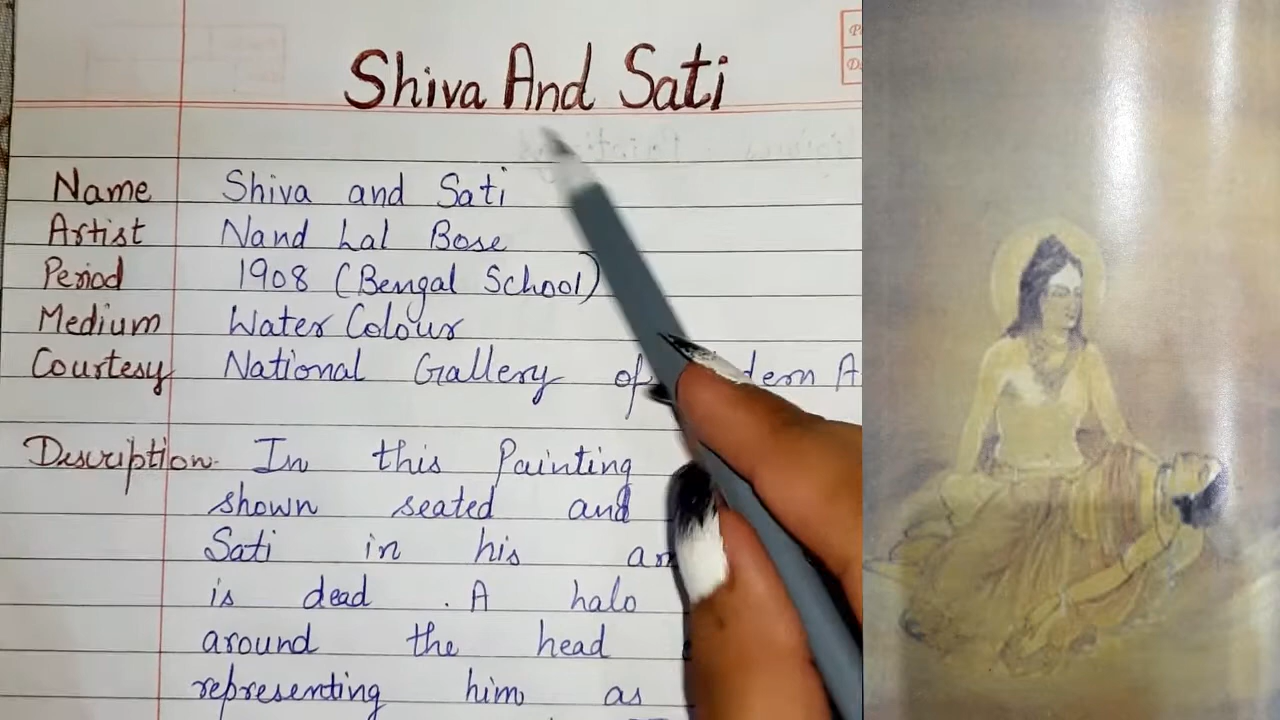 Shiva And Sati
Name Shiva and Sati
Artist Nand Lal Bose
Period 1908 (Bengal School)
Medium Water Colour
Courtesy National Gallery of
Description. In this Painting
shown seated and
Sati in his
is dead . A halo
around the head
representing him as